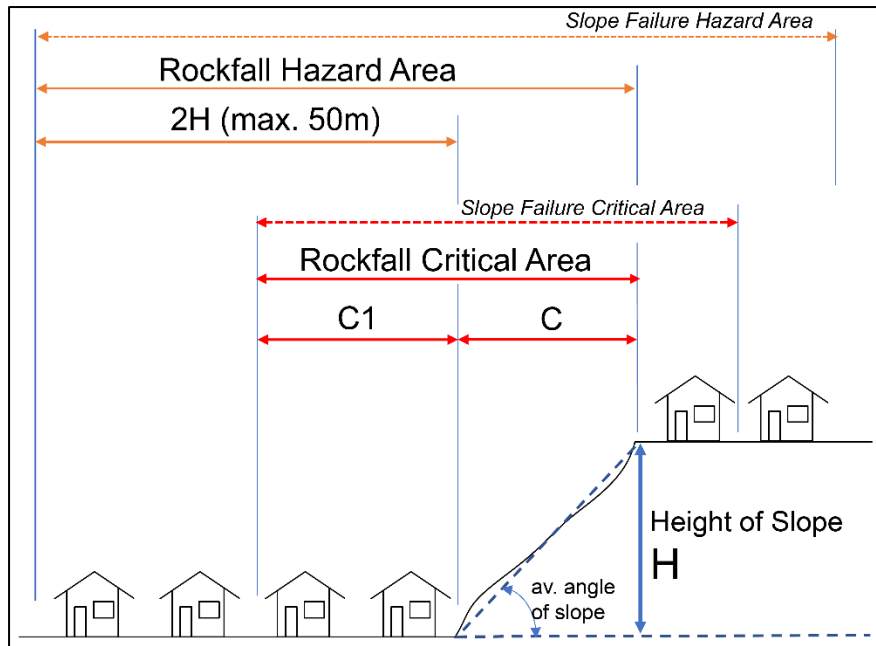 Slope Failure Hazard Area
Rockfall Hazard Area
2H (max. 50m)
Slope Failure Critical Area
Rockfall Critical Area
C1
C
Height of Slope
H
av. angle
of slope